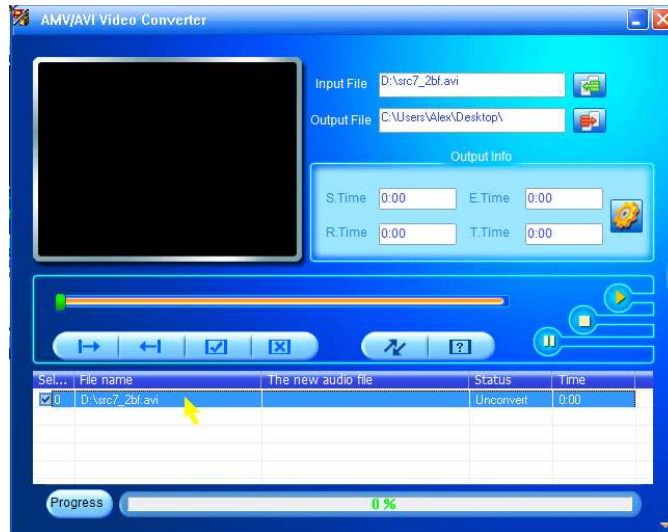 AMV/AVI Video Converter
Input File D:\src7_2bf.avi
Output File C:\Users\Alex\Desktop\
Output Info
S.Time 0:00 E.Time 0:00
R.Time 0:00 T.Time 0:00
Sel... File name The new audio file Status Time
0 D:\src7_2bf.avi Unconvert 0:00
Progress 0 %